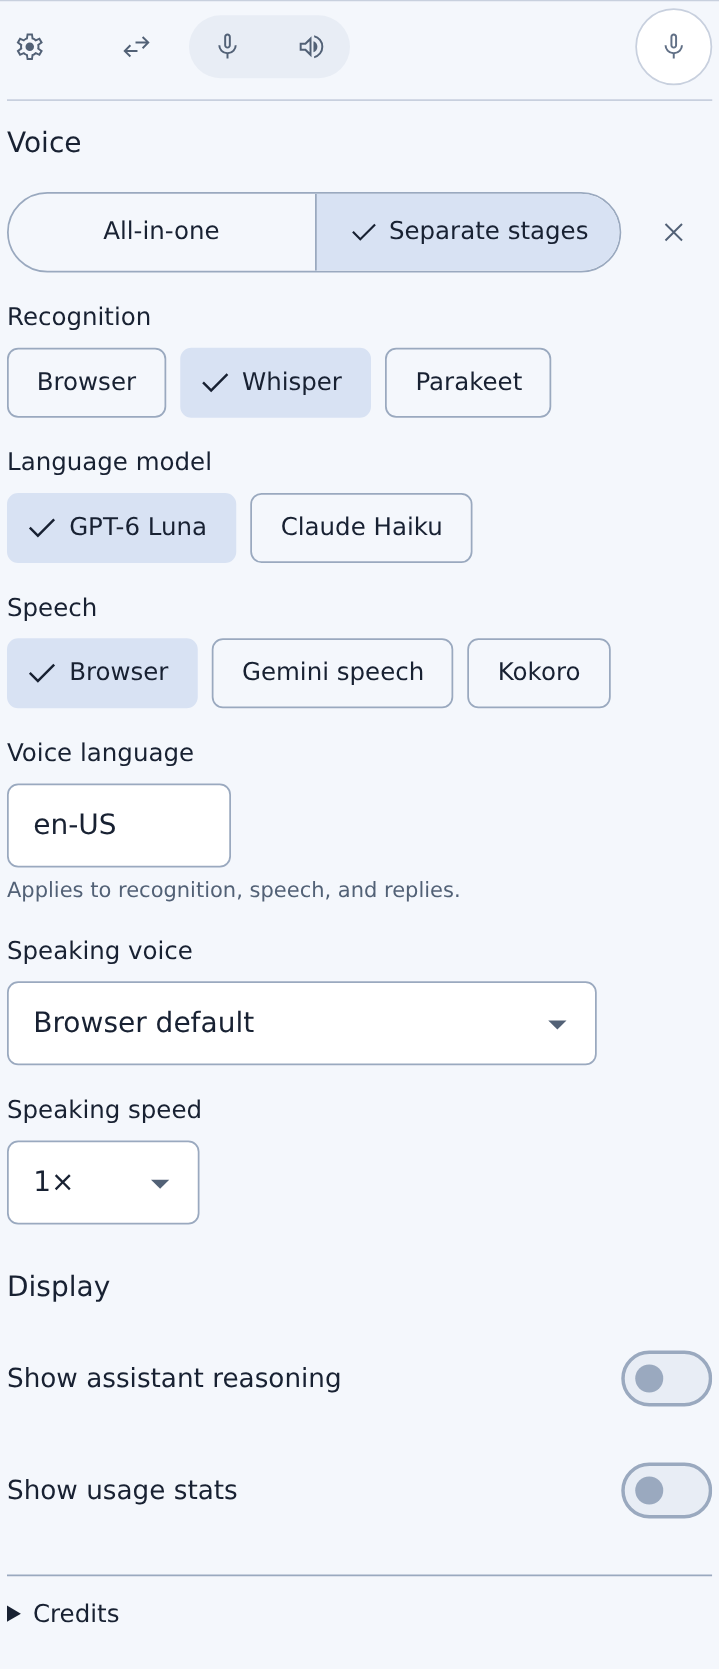 Voice
All-in-one
Separate stages
Recognition
Browser
Whisper
Parakeet
Language model
GPT-6 Luna
Claude Haiku
Speech
Browser
Gemini speech
Kokoro
Voice language
en-US
Applies to recognition, speech, and replies.
Speaking voice
Browser default
Speaking speed
1×
Display
Show assistant reasoning
Show usage stats
Credits